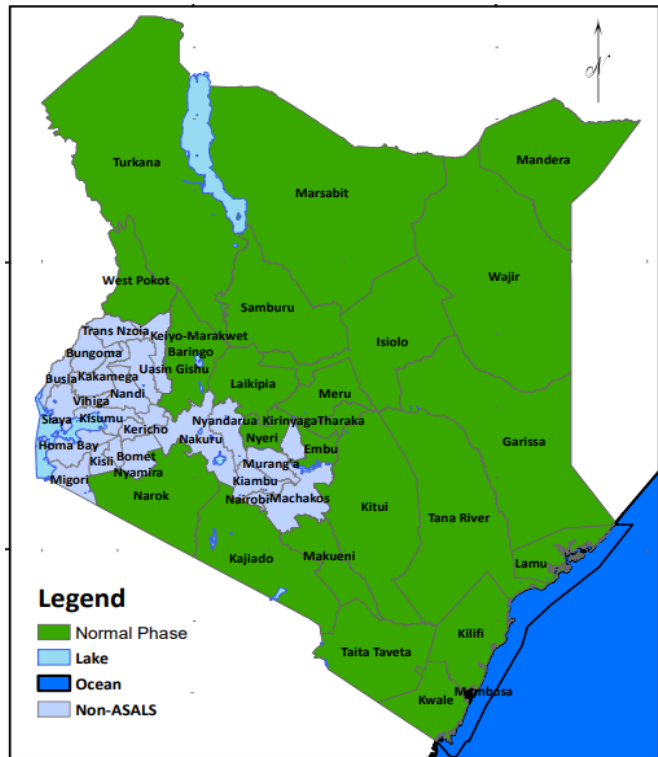 N
Mandera
Turkana
Marsabit
Wajir
West Pokot
Samburu
Isiolo
Trans Nzoia
Keiyo-Marakwet
Bungoma
Baringo
Uasin Gishu
Busia
Kakamega
Laikipia
Nandi
Meru
Vihiga
Siaya
Kisumu
Nyandarua
Kirinyaga
Tharaka
Kericho
Nyeri
Nakuru
Garissa
Homa Bay
Embu
Bomet
Murang'a
Kisii
Nyamira
Migori
Kiambu
Narok
Nairobi
Machakos
Kitui
Tana River
Kajiado
Makueni
Lamu
Legend
Normal Phase
Lake
Ocean
Non-ASALS
Kilifi
Taita Taveta
Mombasa
Kwale